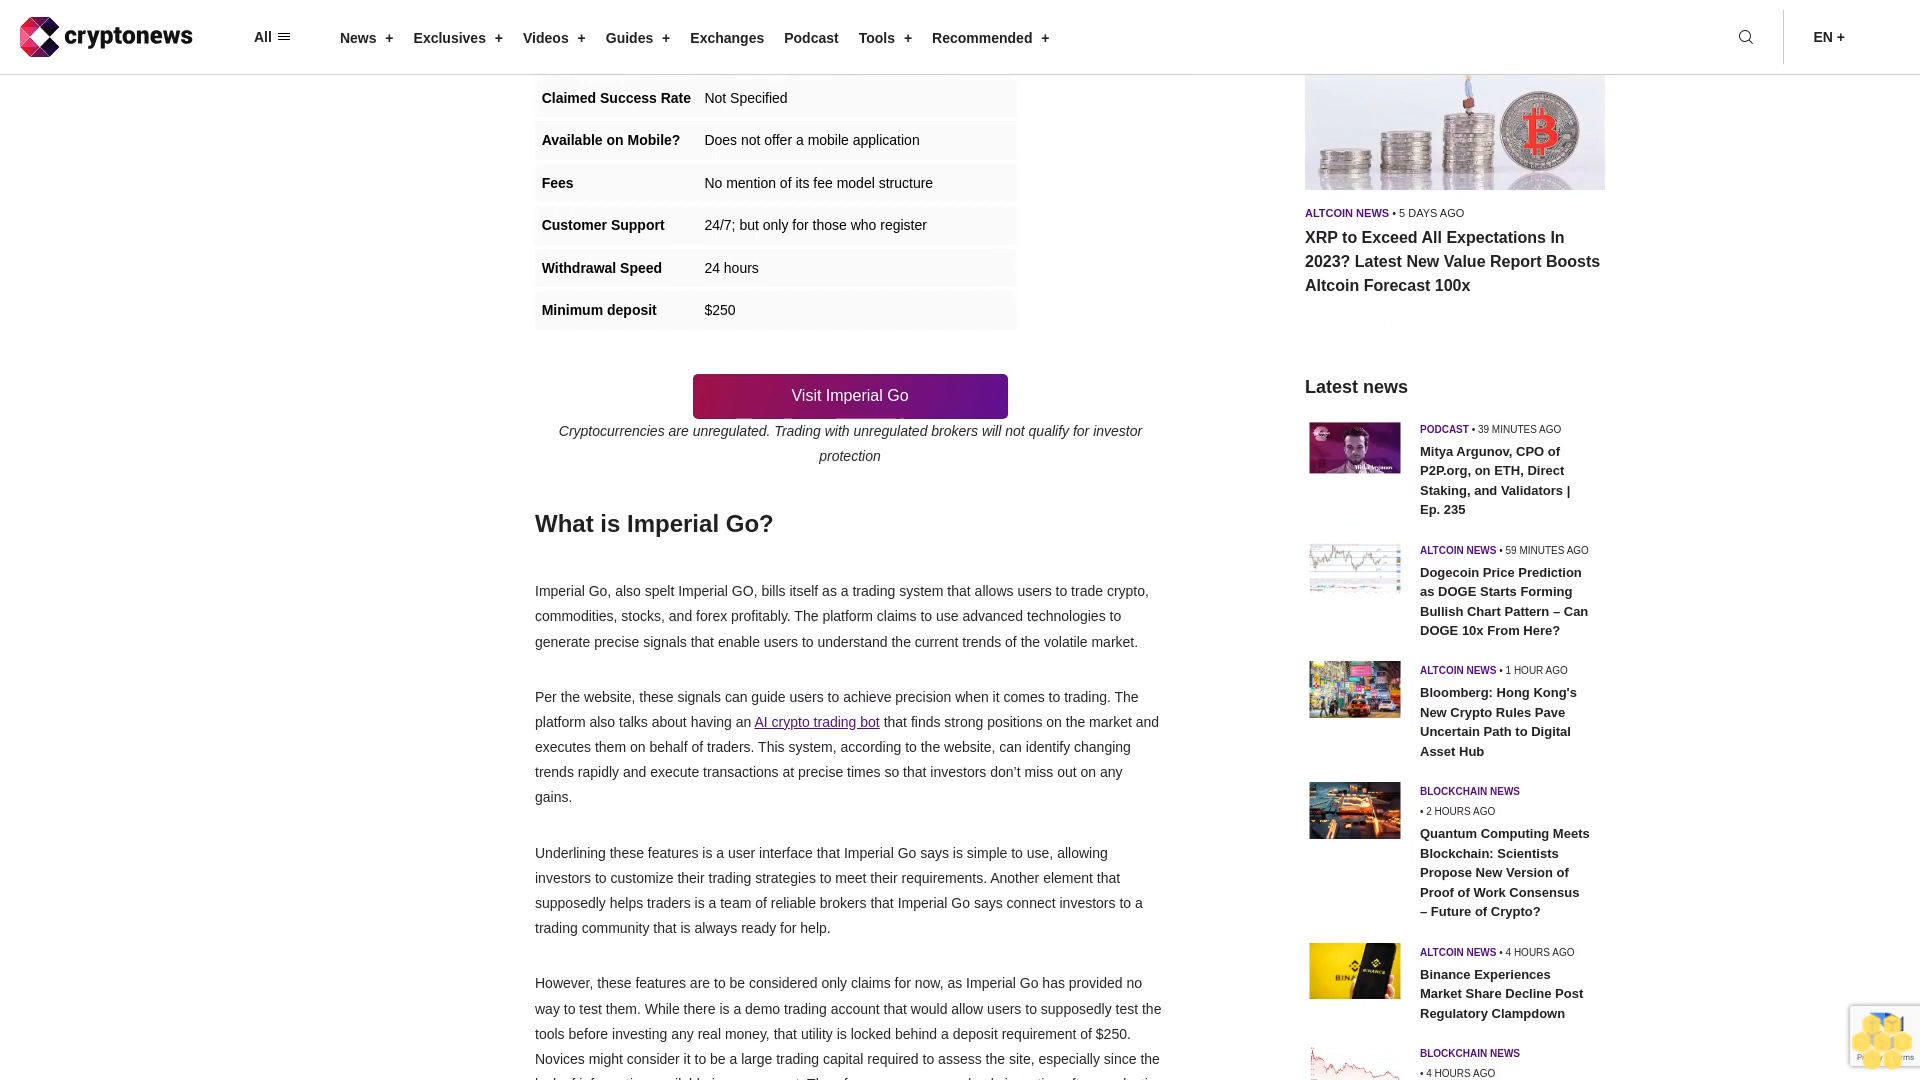 cryptonews
All
News +
Exclusives +
Videos +
Guides +
Exchanges
Podcast
Tools +
Recommended +
EN +
Claimed Success Rate Not Specified
Available on Mobile? Does not offer a mobile application
Fees No mention of its fee model structure
Customer Support 24/7; but only for those who register
Withdrawal Speed 24 hours
Minimum deposit $250
Visit Imperial Go
Cryptocurrencies are unregulated. Trading with unregulated brokers will not qualify for investor
protection
What is Imperial Go?
Imperial Go, also spelt Imperial GO, bills itself as a trading system that allows users to trade crypto,
commodities, stocks, and forex profitably. The platform claims to use advanced technologies to
generate precise signals that enable users to understand the current trends of the volatile market.
Per the website, these signals can guide users to achieve precision when it comes to trading. The
platform also talks about having an AI crypto trading bot that finds strong positions on the market and
executes them on behalf of traders. This system, according to the website, can identify changing
trends rapidly and execute transactions at precise times so that investors don’t miss out on any
gains.
Underlining these features is a user interface that Imperial Go says is simple to use, allowing
investors to customize their trading strategies to meet their requirements. Another element that
supposedly helps traders is a team of reliable brokers that Imperial Go says connect investors to a
trading community that is always ready for help.
However, these features are to be considered only claims for now, as Imperial Go has provided no
way to test them. While there is a demo trading account that would allow users to supposedly test the
tools before investing any real money, that utility is locked behind a deposit requirement of $250.
Novices might consider it to be a large trading capital required to assess the site, especially since the
ALTCOIN NEWS • 5 DAYS AGO
XRP to Exceed All Expectations In
2023? Latest New Value Report Boosts
Altcoin Forecast 100x
Latest news
Mitya Argunov
PODCAST • 39 MINUTES AGO
Mitya Argunov, CPO of
P2P.org, on ETH, Direct
Staking, and Validators |
Ep. 235
ALTCOIN NEWS • 59 MINUTES AGO
Dogecoin Price Prediction
as DOGE Starts Forming
Bullish Chart Pattern – Can
DOGE 10x From Here?
ALTCOIN NEWS • 1 HOUR AGO
Bloomberg: Hong Kong's
New Crypto Rules Pave
Uncertain Path to Digital
Asset Hub
BLOCKCHAIN NEWS
• 2 HOURS AGO
Quantum Computing Meets
Blockchain: Scientists
Propose New Version of
Proof of Work Consensus
– Future of Crypto?
BINANCE
ALTCOIN NEWS • 4 HOURS AGO
Binance Experiences
Market Share Decline Post
Regulatory Clampdown
BLOCKCHAIN NEWS
• 4 HOURS AGO